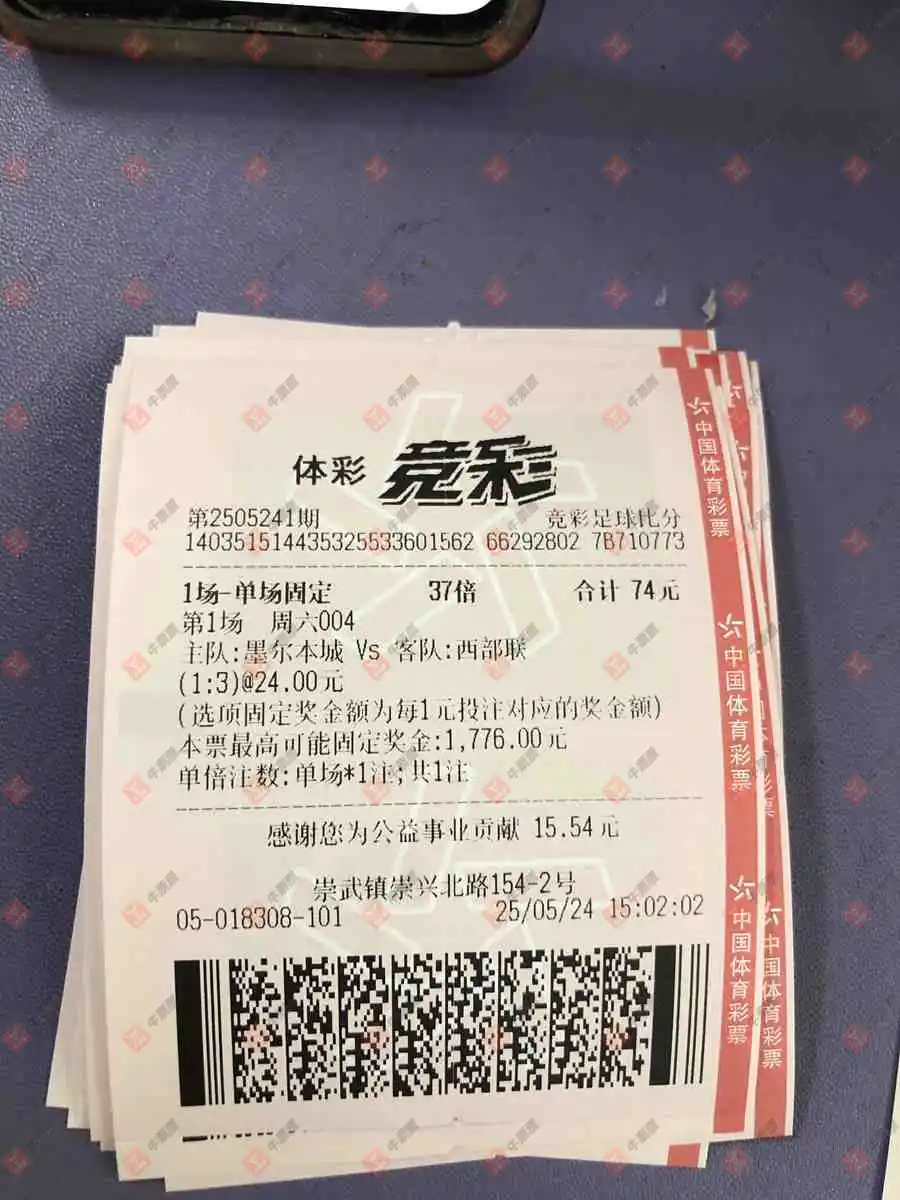 体彩 竞彩
第2505241期 竞彩足球比分
140351514435325533601562 66292802 7B710773
1场-单场固定 37倍 合计 74元
第1场 周六004
主队:墨尔本城 Vs 客队:西部联
(1:3)@24.00元
(选项固定奖金额为每1元投注对应的奖金额)
本票最高可能固定奖金:1,776.00元
单倍注数:单场*1注;共1注
感谢您为公益事业贡献 15.54元
崇武镇崇兴北路154-2号
05-018308-101 25/05/24 15:02:02
中国体育彩票
中国体育彩票
中国体育彩票
中国体育彩票